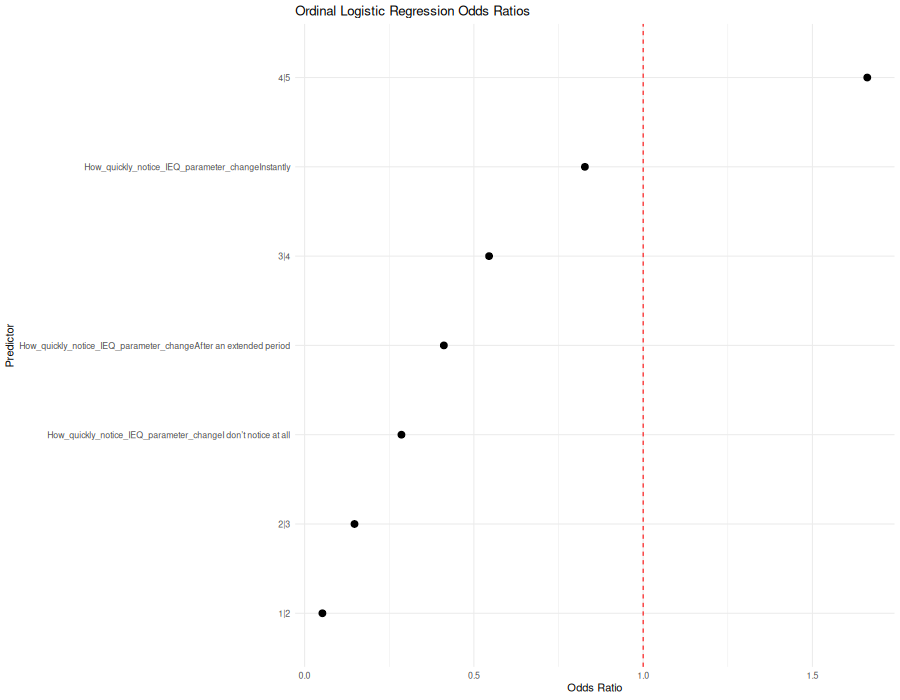 Ordinal Logistic Regression Odds Ratios
4|5
How_quickly_notice_IEQ_parameter_changeInstantly
3|4
Predictor
How_quickly_notice_IEQ_parameter_changeAfter an extended period
How_quickly_notice_IEQ_parameter_changeI don't notice at all
2|3
1|2
0.0 0.5 1.0 1.5
Odds Ratio